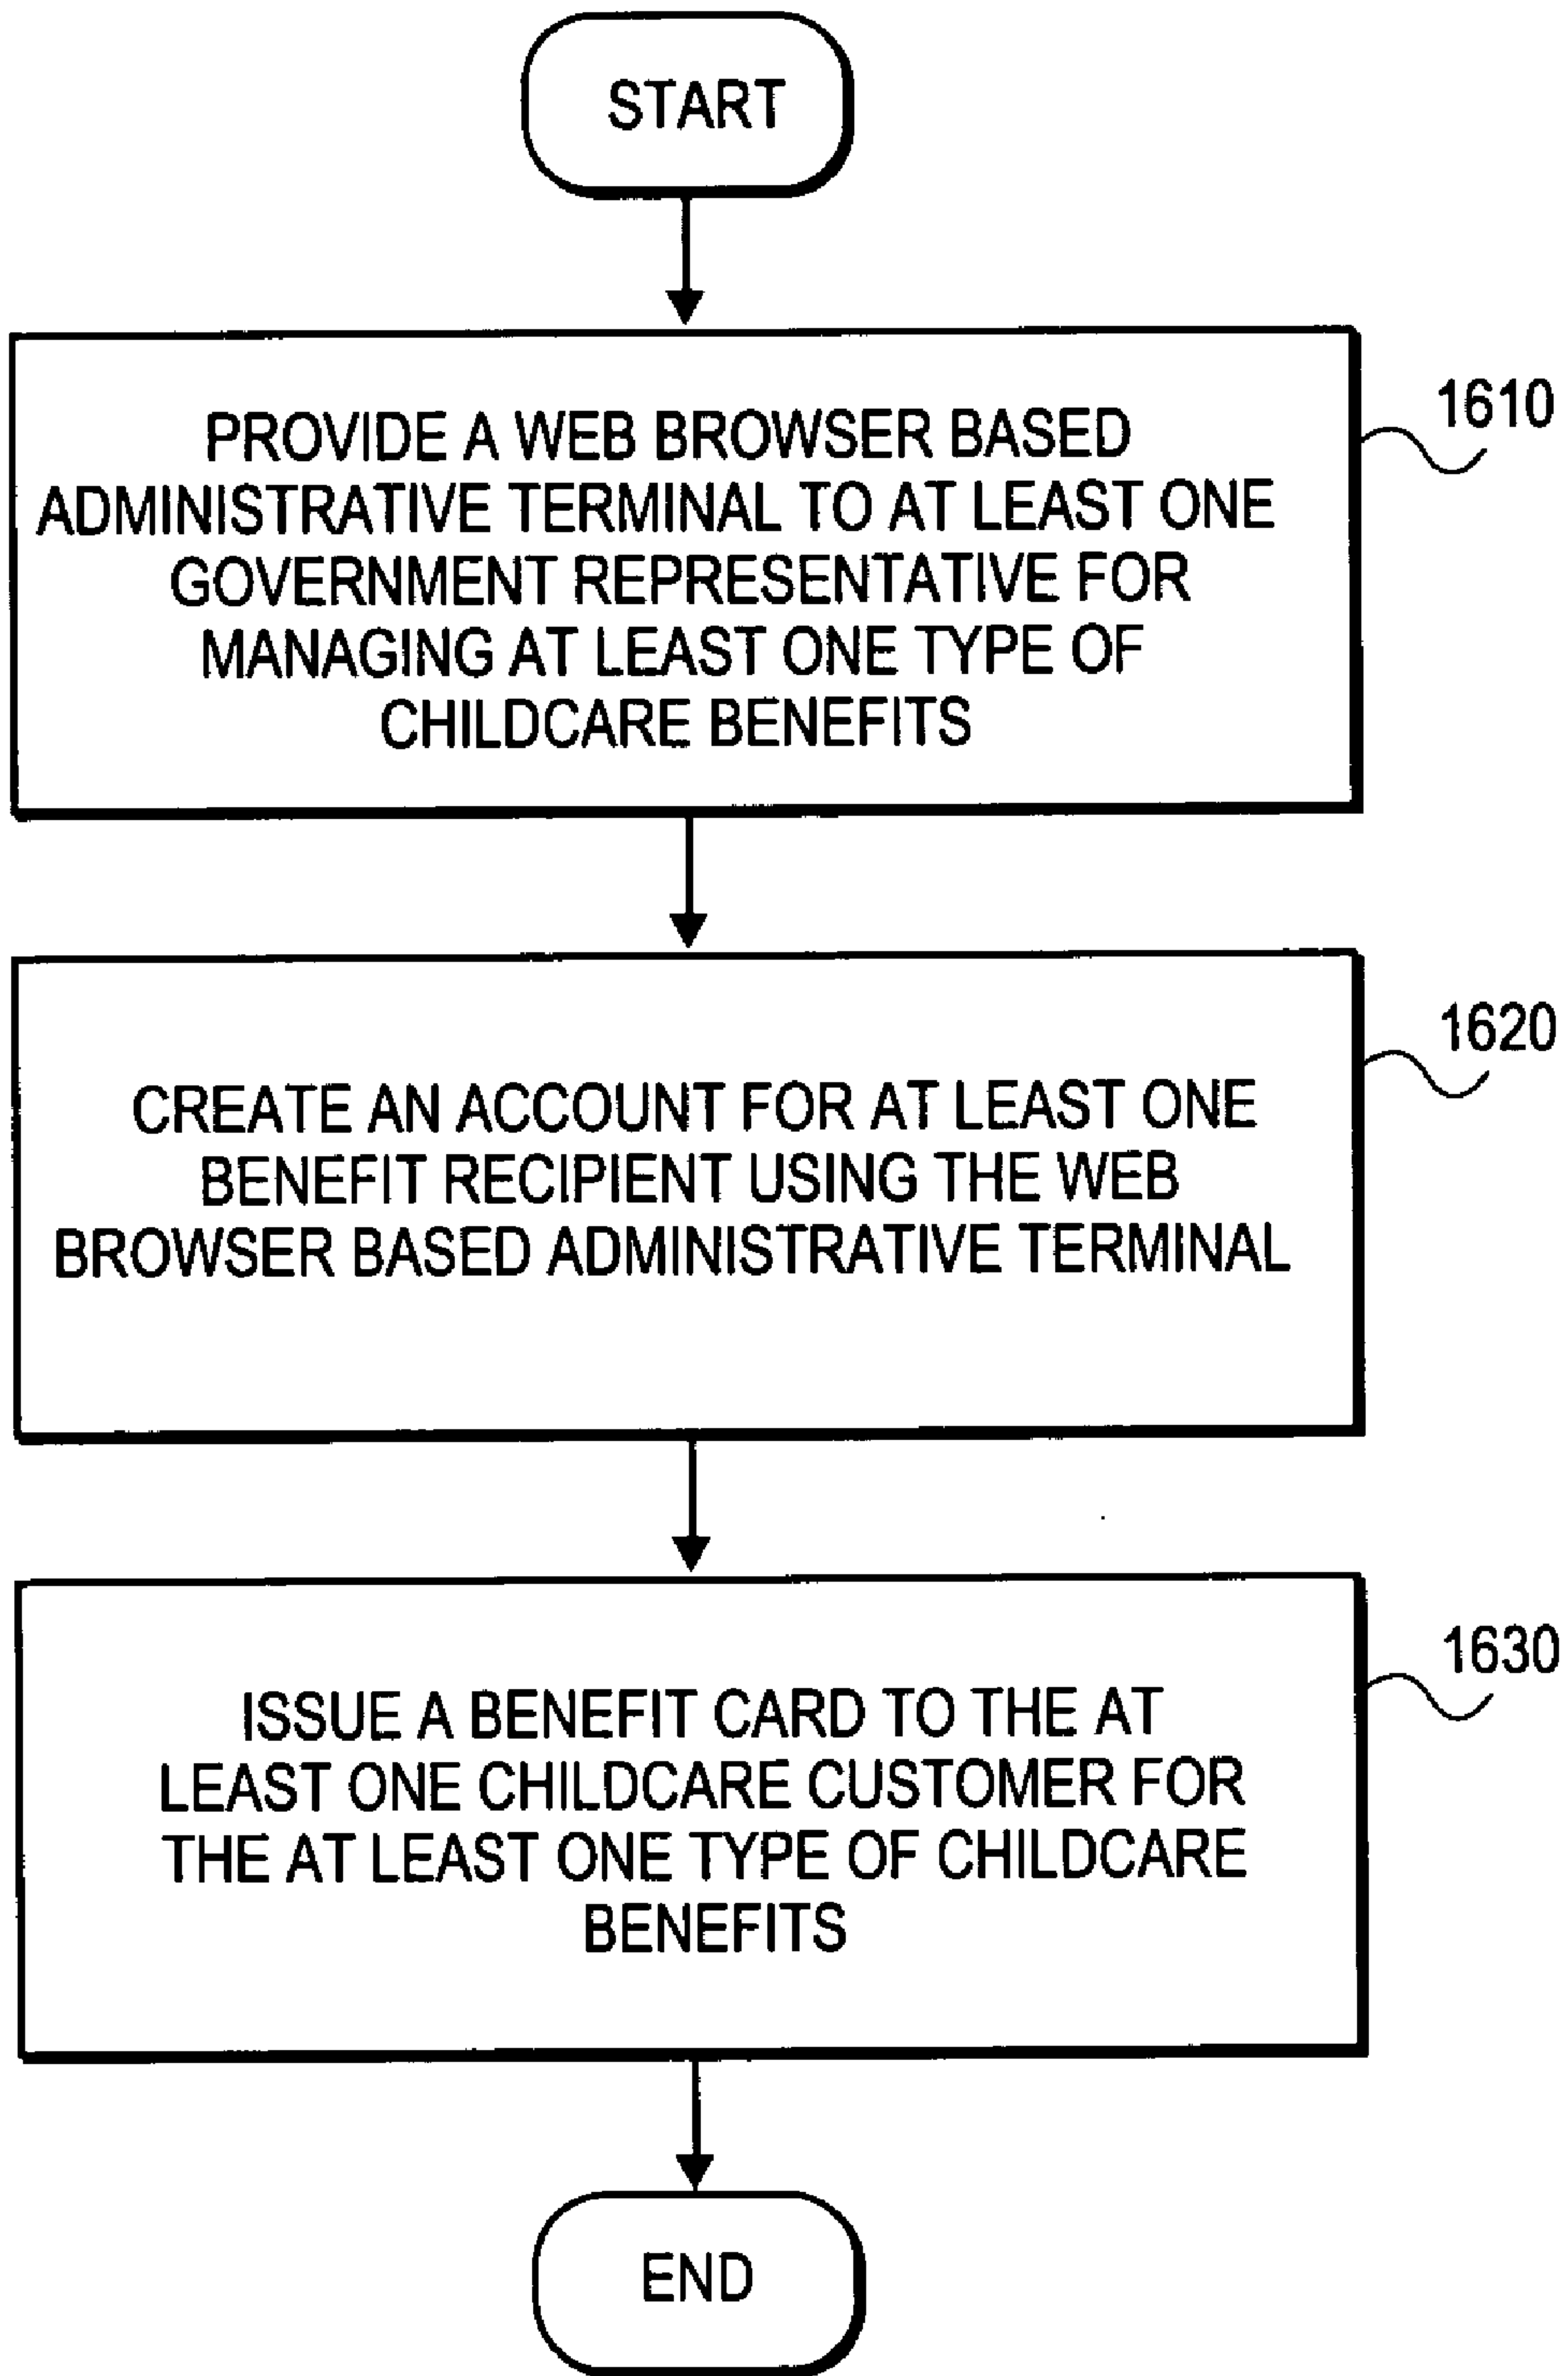 START
PROVIDE A WEB BROWSER BASED
ADMINISTRATIVE TERMINAL TO AT LEAST ONE
GOVERNMENT REPRESENTATIVE FOR
MANAGING AT LEAST ONE TYPE OF
CHILDCARE BENEFITS
1610
CREATE AN ACCOUNT FOR AT LEAST ONE
BENEFIT RECIPIENT USING THE WEB
BROWSER BASED ADMINISTRATIVE TERMINAL
1620
ISSUE A BENEFIT CARD TO THE AT
LEAST ONE CHILDCARE CUSTOMER FOR
THE AT LEAST ONE TYPE OF CHILDCARE
BENEFITS
1630
END